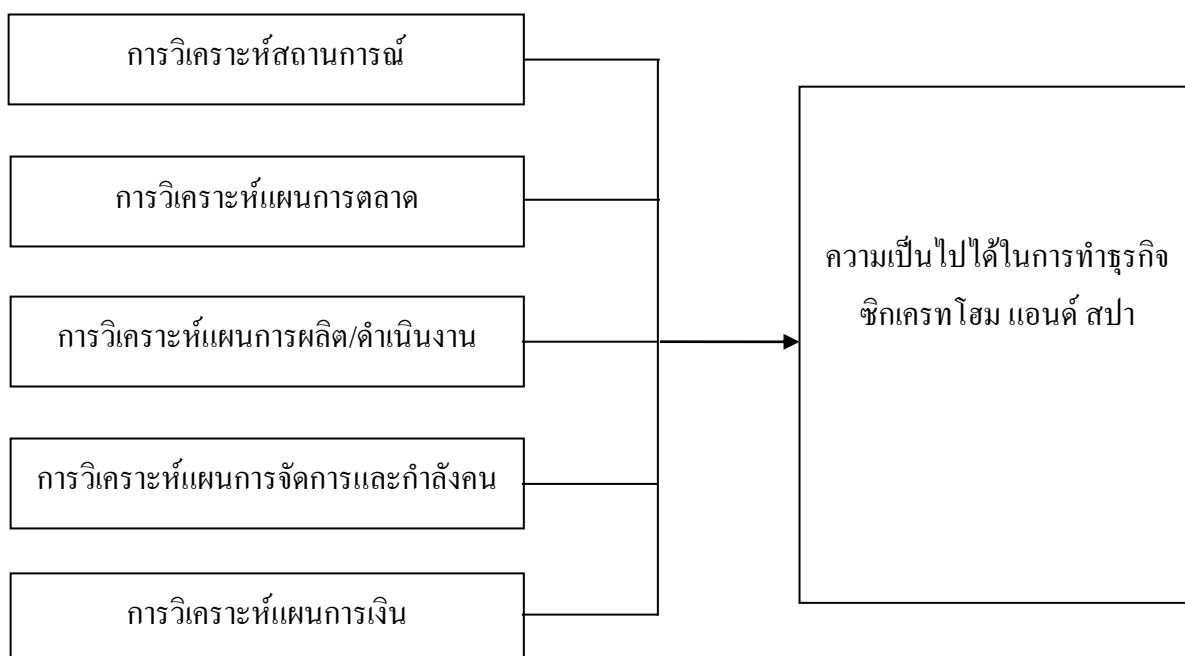 การวิเคราะห์สถานการณ์
การวิเคราะห์แผนการตลาด
การวิเคราะห์แผนการผลิต/ดำเนินงาน
การวิเคราะห์แผนการจัดการและกำลังคน
การวิเคราะห์แผนการเงิน
ความเป็นไปได้ในการทำธุรกิจ
ซิกเครทโฮม แอนด์ สปา